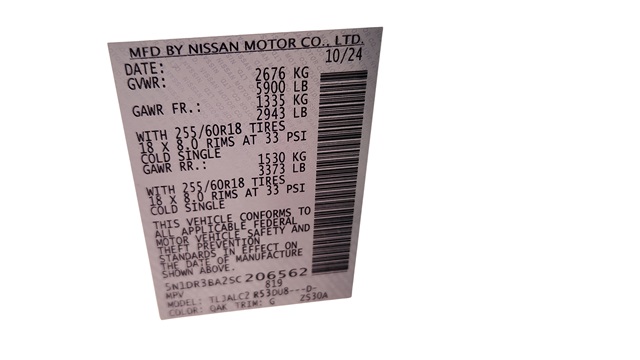 MFD BY NISSAN MOTOR CO., LTD.
DATE: 10/24
GVWR: 2676 KG
5900 LB
GAWR FR.: 1335 KG
2943 LB
WITH 255/60R18 TIRES
18 X 8.0 RIMS AT 33 PSI
COLD SINGLE
GAWR RR.: 1530 KG
3373 LB
WITH 255/60R18 TIRES
18 X 8.0 RIMS AT 33 PSI
COLD SINGLE
THIS VEHICLE CONFORMS TO
ALL APPLICABLE FEDERAL
MOTOR VEHICLE SAFETY AND
THEFT PREVENTION
STANDARDS IN EFFECT ON
THE DATE OF MANUFACTURE
SHOWN ABOVE.
5N1DR3BA2SC206562
MPV 819
MODEL: TLJALC2 R53DU8---D-
COLOR: OAK TRIM: G ZS30A